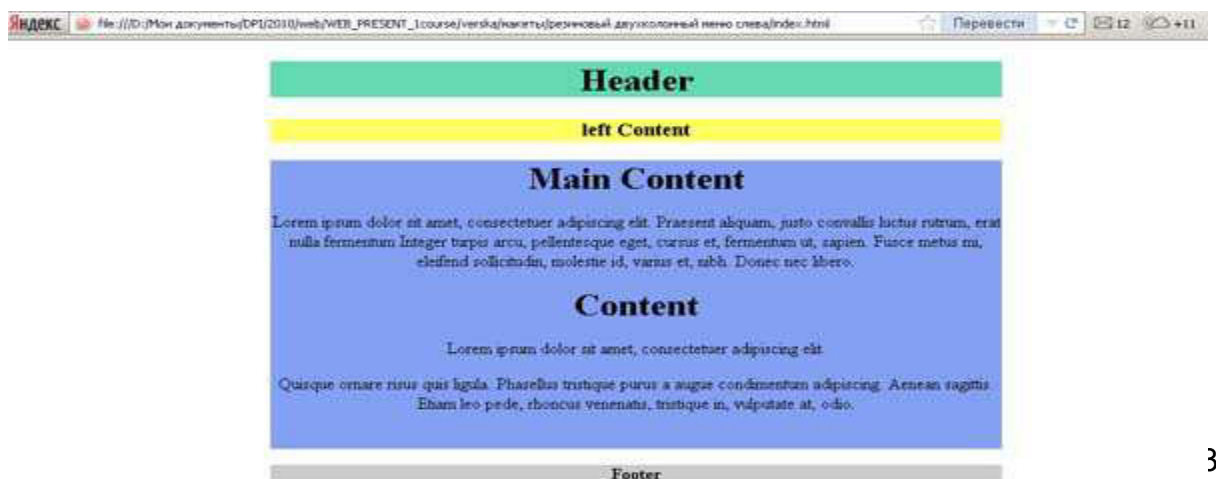 Яндекс file:///D:/Мои документы/DPI/2010/web/WEB_PRESENT_1course/verska/макеты/резиновый двухколонный меню слева/index.html Перевести 12 +11
Header
left Content
Main Content
Lorem ipsum dolor sit amet, consectetuer adipiscing elit. Praesent aliquam, justo convallis luctus rutrum, erat
nulla fermentum Integer turpis arcu, pellentesque eget, cursus et, fermentum ut, sapien. Fusce metus mi,
eleifend sollicitudin, molestie id, varius et, nibh. Donec nec libero.
Content
Lorem ipsum dolor sit amet, consectetuer adipiscing elit
Quisque ornare risus quis ligula. Phasellus tristique purus a augue condimentum adipiscing. Aenean sagittis
Etiam leo pede, rhoncus venenatis, tristique in, vulputate at, odio.
Footer